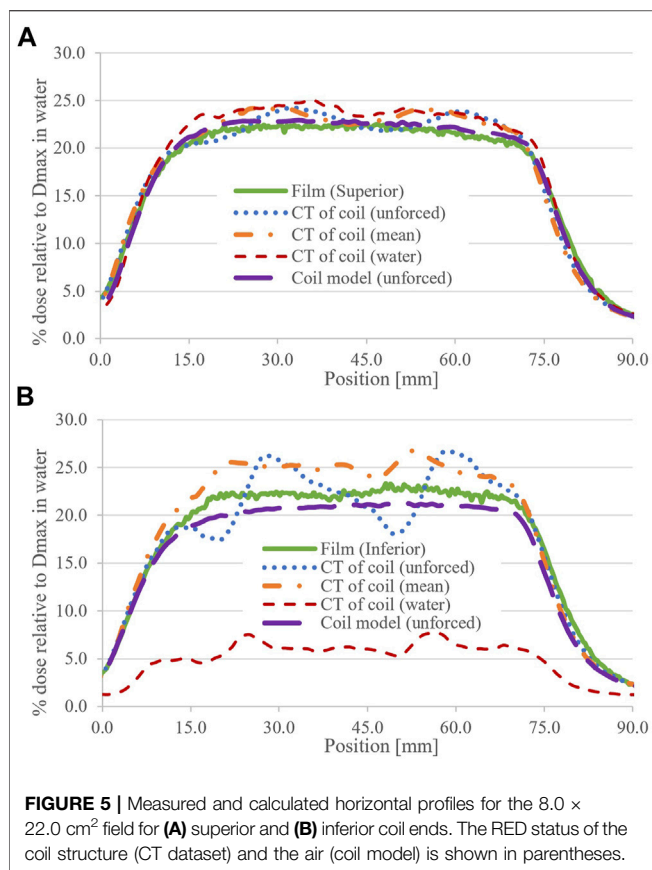 A
30.0
25.0
20.0
15.0
10.0
5.0
0.0
% dose relative to Dmax in water
Film (Superior)
CT of coil (unforced)
CT of coil (mean)
CT of coil (water)
Coil model (unforced)
0.0 15.0 30.0 45.0 60.0 75.0 90.0
Position [mm]
B
30.0
25.0
20.0
15.0
10.0
5.0
0.0
% dose relative to Dmax in water
Film (Inferior)
CT of coil (unforced)
CT of coil (mean)
CT of coil (water)
Coil model (unforced)
0.0 15.0 30.0 45.0 60.0 75.0 90.0
Position [mm]
FIGURE 5 | Measured and calculated horizontal profiles for the 8.0 ×
22.0 cm² field for (A) superior and (B) inferior coil ends. The RED status of the
coil structure (CT dataset) and the air (coil model) is shown in parentheses.